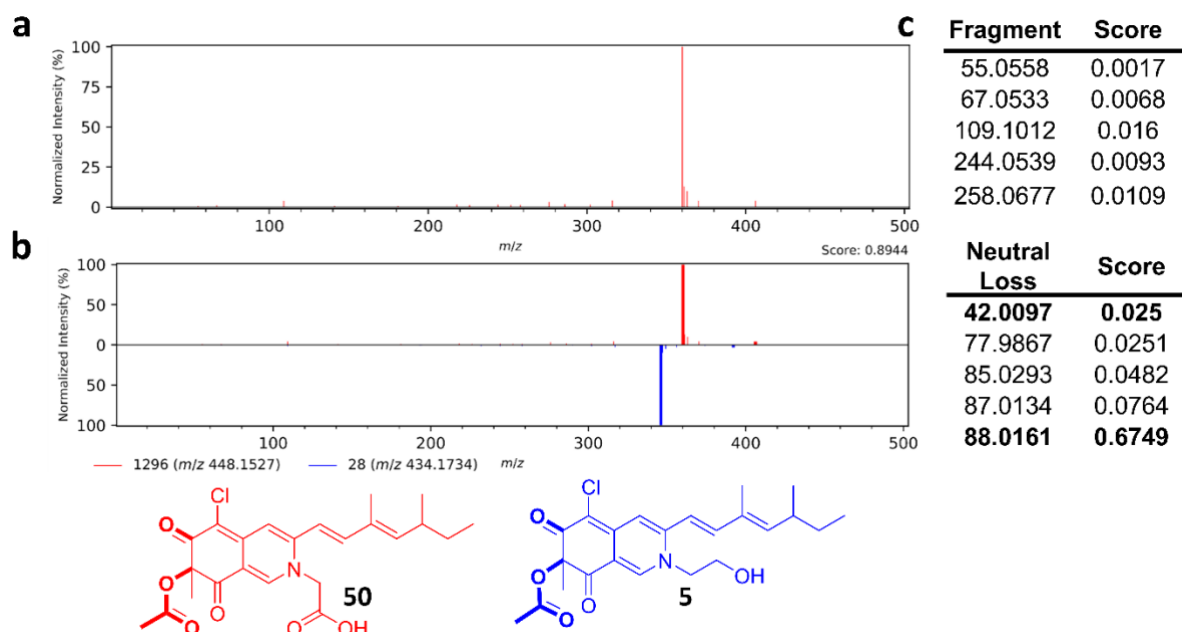 a
100
75
50
25
0
Normalized Intensity (%)
100 200 300 400 500
m/z
b
Score: 0.8944
100
50
0
50
100
Normalized Intensity (%)
100 200 300 400 500
1296 (m/z 448.1527) 28 (m/z 434.1734) m/z
Cl
O
N
O
O
O
O
OH
50
Cl
O
N
OH
O
O
O
5
c
Fragment Score
55.0558 0.0017
67.0533 0.0068
109.1012 0.016
244.0539 0.0093
258.0677 0.0109
Neutral
Loss Score
42.0097 0.025
77.9867 0.0251
85.0293 0.0482
87.0134 0.0764
88.0161 0.6749